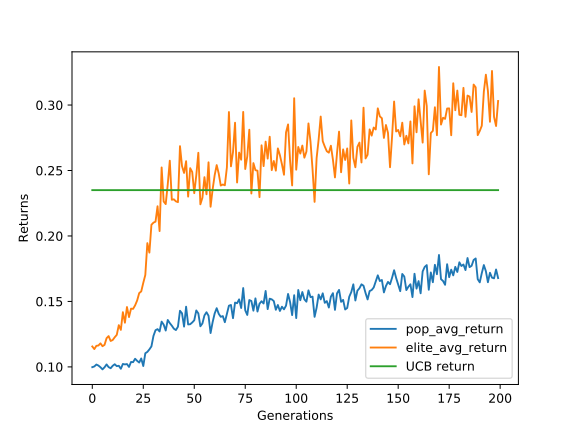 0.30
0.25
0.20
0.15
0.10
Returns
0 25 50 75 100 125 150 175 200
Generations
pop_avg_return
elite_avg_return
UCB return